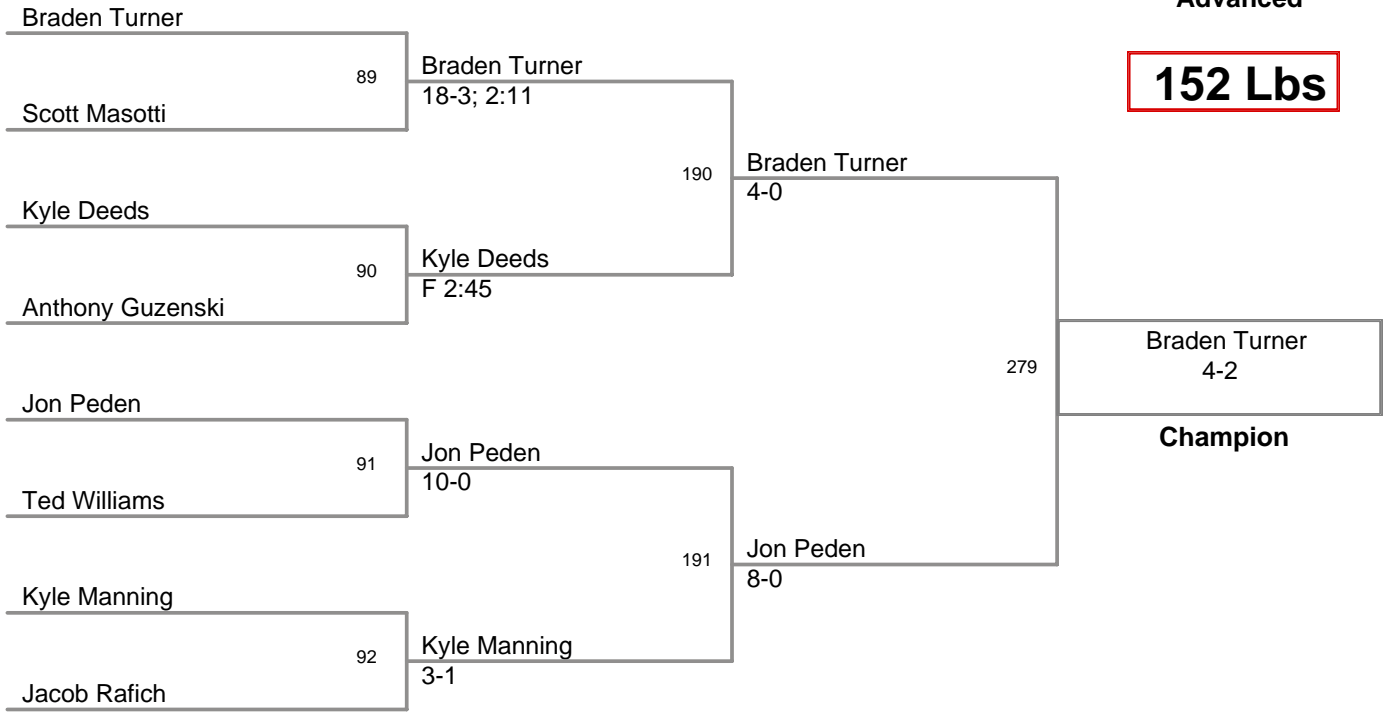 Advanced
152 Lbs
Braden Turner
89
Scott Masotti
Braden Turner
18-3; 2:11
Kyle Deeds
90
Anthony Guzenski
Kyle Deeds
F 2:45
190
Braden Turner
4-0
Jon Peden
91
Ted Williams
Jon Peden
10-0
Kyle Manning
92
Jacob Rafich
Kyle Manning
3-1
191
Jon Peden
8-0
279
Braden Turner
4-2
Champion